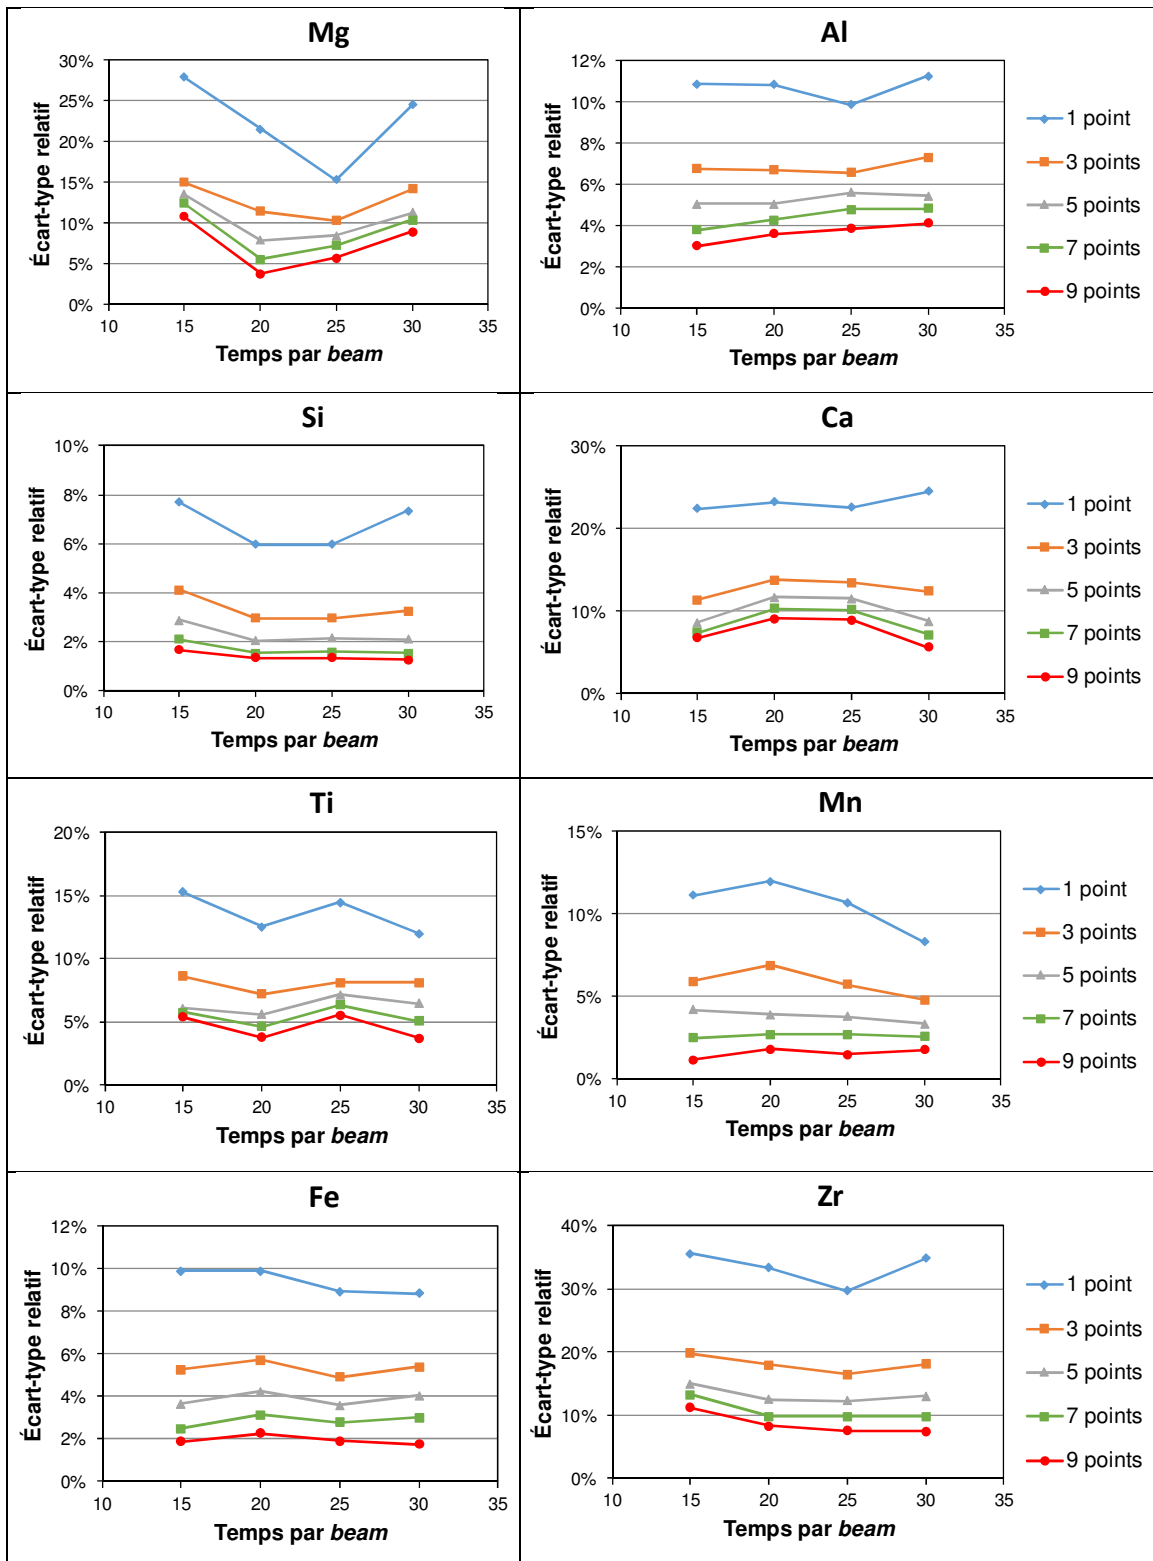 Mg
30%
25%
20%
15%
10%
5%
0%
10 15 20 25 30 35
Écart-type relatif
Temps par beam
Al
12%
10%
8%
6%
4%
2%
0%
10 15 20 25 30 35
Écart-type relatif
Temps par beam
1 point
3 points
5 points
7 points
9 points
Si
10%
8%
6%
4%
2%
0%
10 15 20 25 30 35
Écart-type relatif
Temps par beam
Ca
30%
20%
10%
0%
10 15 20 25 30 35
Écart-type relatif
Temps par beam
1 point
3 points
5 points
7 points
9 points
Ti
20%
15%
10%
5%
0%
10 15 20 25 30 35
Écart-type relatif
Temps par beam
Mn
15%
10%
5%
0%
10 15 20 25 30 35
Écart-type relatif
Temps par beam
1 point
3 points
5 points
7 points
9 points
Fe
12%
10%
8%
6%
4%
2%
0%
10 15 20 25 30 35
Écart-type relatif
Temps par beam
Zr
40%
30%
20%
10%
0%
10 15 20 25 30 35
Écart-type relatif
Temps par beam
1 point
3 points
5 points
7 points
9 points